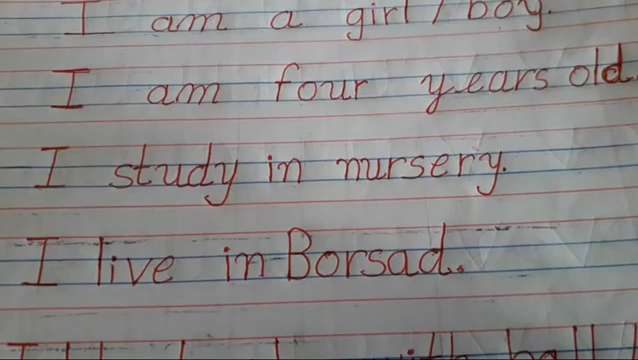 I am a girl / boy.
I am four years old.
I study in nursery.
I live in Borsad.